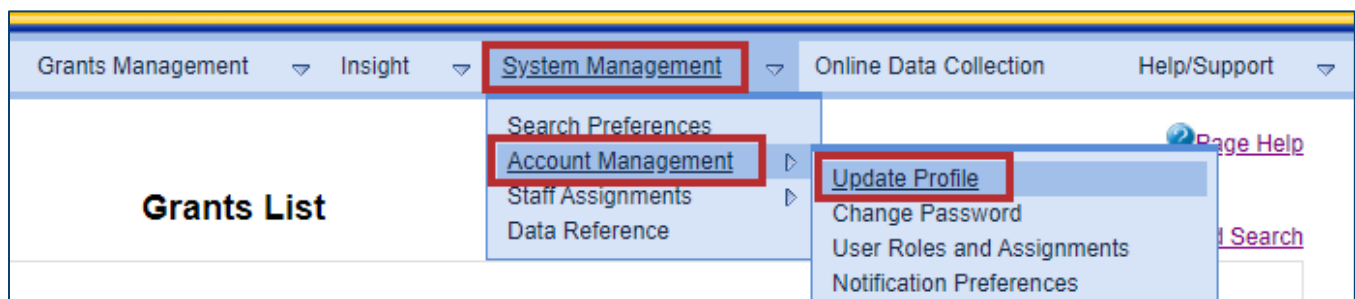 Grants Management Insight System Management Online Data Collection Help/Support
Search Preferences
Account Management
Staff Assignments
Data Reference
Update Profile
Change Password
User Roles and Assignments
Notification Preferences
Page Help
Grants List
Search